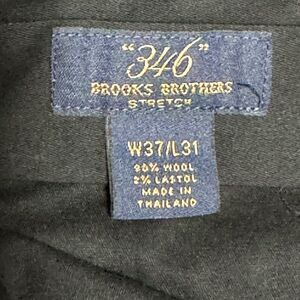 "346"
BROOKS BROTHERS
STRETCH
W37/L31
98% WOOL
2% LASTOL
MADE IN
THAILAND